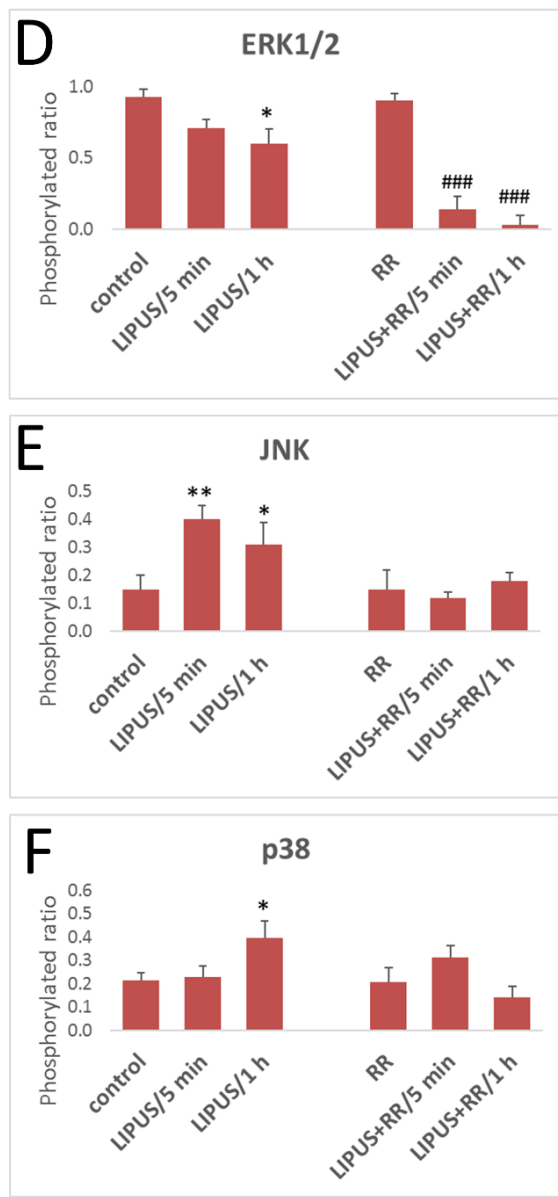 D
ERK1/2
Phosphorylated ratio
1.0
0.5
0.0
*
###
###
control
LIPUS/5 min
LIPUS/1 h
RR
LIPUS+RR/5 min
LIPUS+RR/1 h
E
JNK
Phosphorylated ratio
0.5
0.4
0.3
0.2
0.1
0.0
**
*
control
LIPUS/5 min
LIPUS/1 h
RR
LIPUS+RR/5 min
LIPUS+RR/1 h
F
p38
Phosphorylated ratio
0.6
0.5
0.4
0.3
0.2
0.1
0.0
*
control
LIPUS/5 min
LIPUS/1 h
RR
LIPUS+RR/5 min
LIPUS+RR/1 h